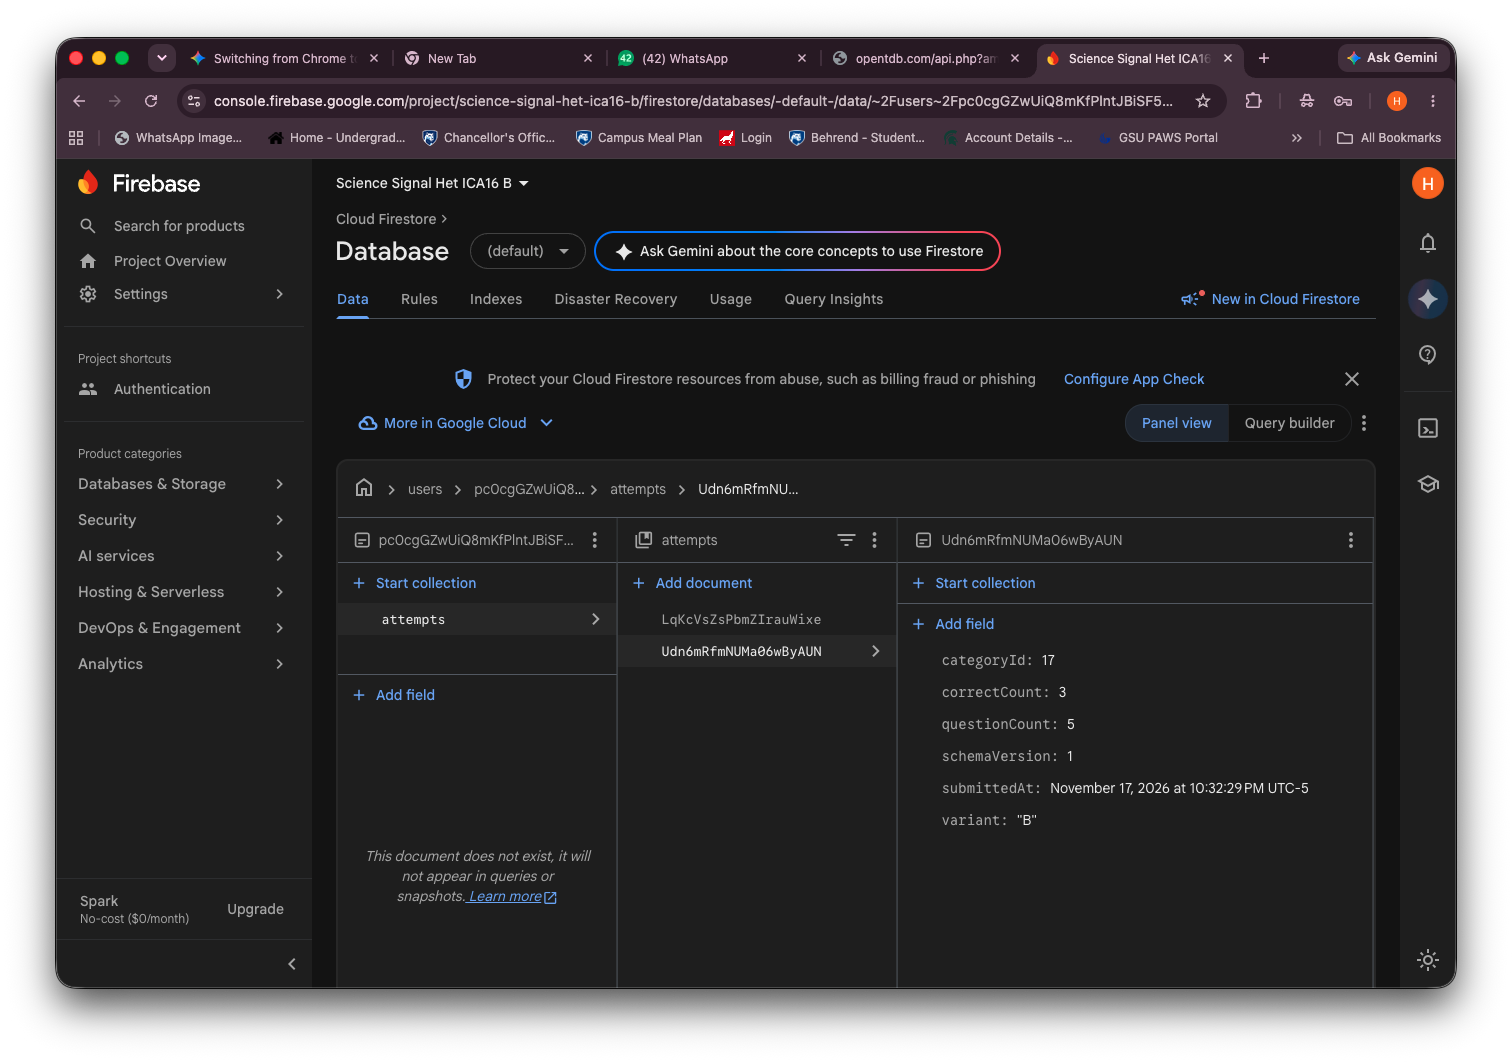 Switching from Chrome to
New Tab
42
(42) WhatsApp
opentdb.com/api.php?am
Science Signal Het ICA16
Ask Gemini
console.firebase.google.com/project/science-signal-het-ica16-b/firestore/databases/-default-/data/~2Fusers~2Fpc0cgGZwUiQ8mKfPlntJBiSF5...
H
WhatsApp Image...
Home - Undergrad...
Chancellor's Offic...
Campus Meal Plan
Login
Behrend - Student...
Account Details -...
GSU PAWS Portal
All Bookmarks
Firebase
Search for products
Project Overview
Settings
Project shortcuts
Authentication
Product categories
Databases & Storage
Security
AI services
Hosting & Serverless
DevOps & Engagement
Analytics
Spark
No-cost ($0/month)
Upgrade
Science Signal Het ICA16 B
H
Cloud Firestore
Database
(default)
Ask Gemini about the core concepts to use Firestore
Data
Rules
Indexes
Disaster Recovery
Usage
Query Insights
New in Cloud Firestore
Protect your Cloud Firestore resources from abuse, such as billing fraud or phishing
Configure App Check
More in Google Cloud
Panel view
Query builder
users
pc0cgGZwUiQ8...
attempts
Udn6mRfmNU...
pc0cgGZwUiQ8mKfPlntJBiSF...
Start collection
attempts
Add field
This document does not exist, it will
not appear in queries or
snapshots. Learn more
attempts
Add document
LqKcVsZsPbmZIrauWixe
Udn6mRfmNUMa06wByAUN
Udn6mRfmNUMa06wByAUN
Start collection
Add field
categoryId: 17
correctCount: 3
questionCount: 5
schemaVersion: 1
submittedAt: November 17, 2026 at 10:32:29 PM UTC-5
variant: "B"